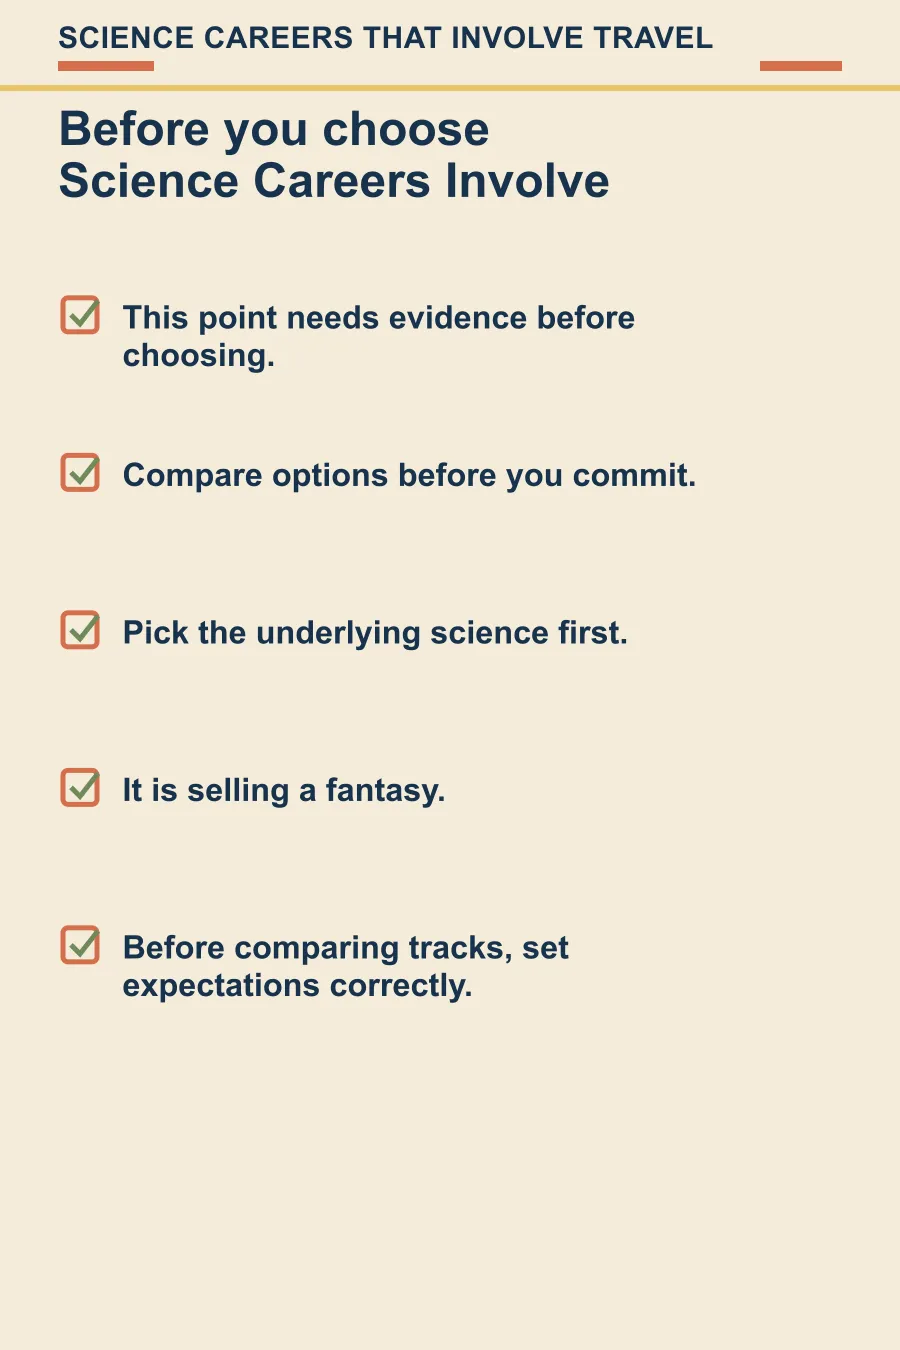 SCIENCE CAREERS THAT INVOLVE TRAVEL
Before you choose
Science Careers Involve
This point needs evidence before
choosing.
Compare options before you commit.
Pick the underlying science first.
It is selling a fantasy.
Before comparing tracks, set
expectations correctly.